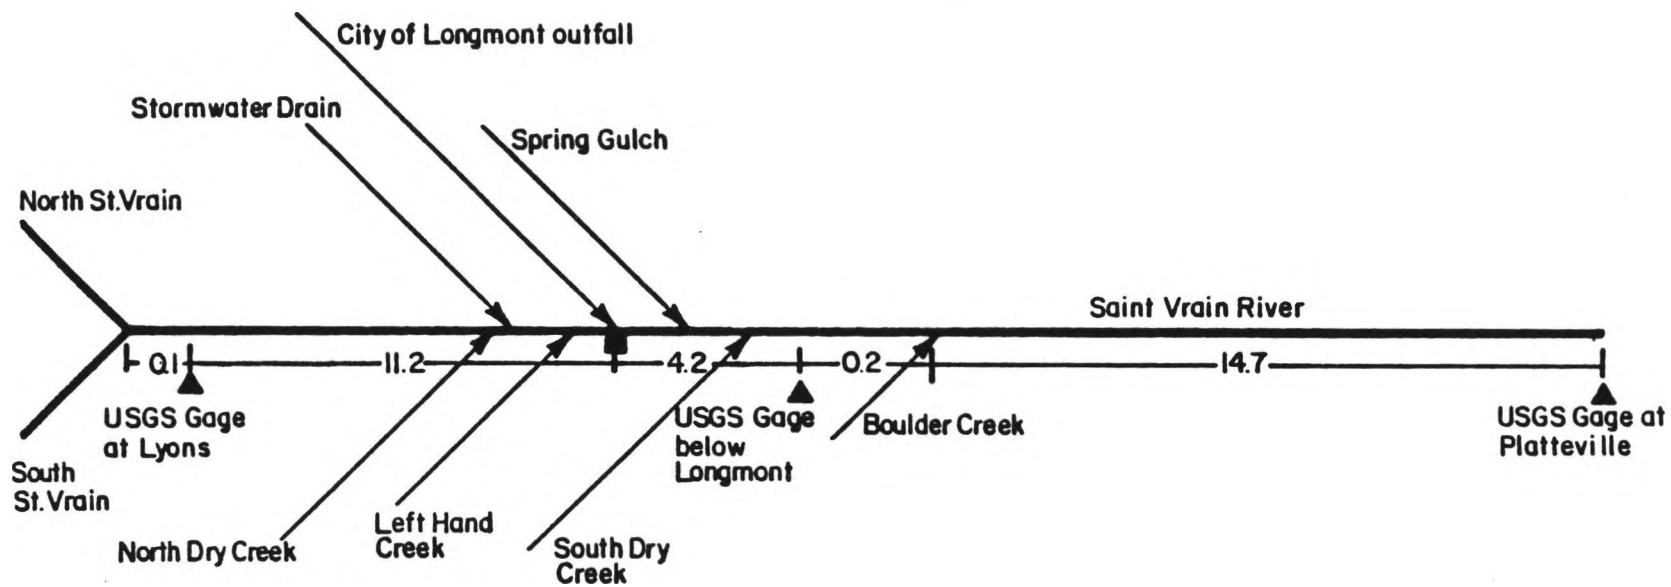 City of Longmont outfall
Stormwater Drain
Spring Gulch
North St.Vrain
Saint Vrain River
0.1
11.2
4.2
0.2
14.7
USGS Gage
at Lyons
USGS Gage
below
Longmont
Boulder Creek
USGS Gage at
Platteville
South
St.Vrain
North Dry Creek
Left Hand
Creek
South Dry
Creek